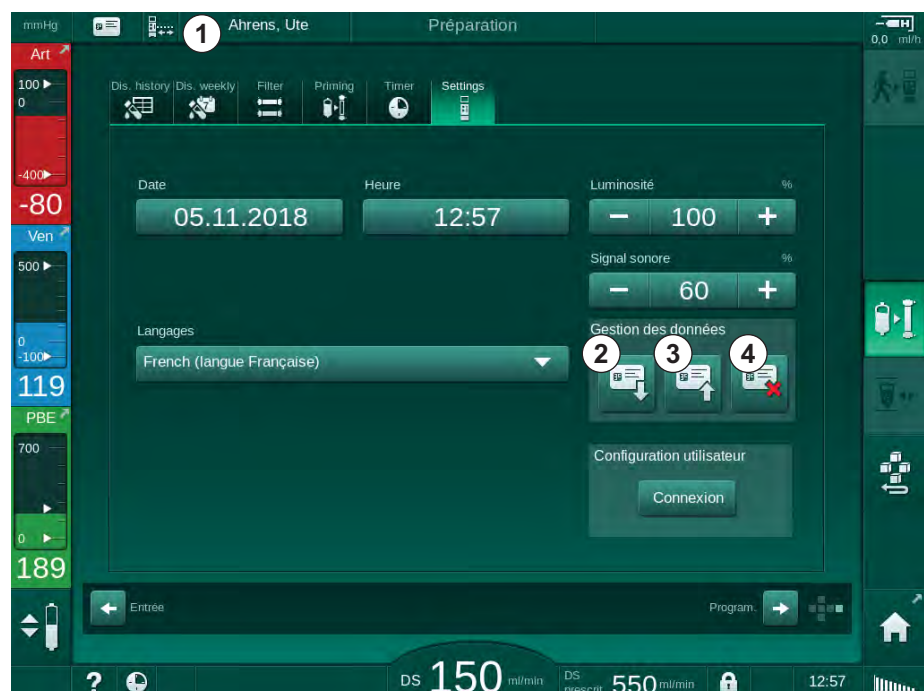 mmHg
1
Ahrens, Ute
Préparation
0,0 ml/h
Art
100
0
-400
-80
Ven
500
0
-100
119
PBE
700
0
189
Dis. history Dis. weekly Filter Priming Timer Settings
7
Date
05.11.2018
Heure
12:57
Luminosité %
− 100 +
Signal sonore %
− 60 +
Langages
French (langue Française)
Gestion des données
2 3 4
Configuration utilisateur
Connexion
Entrée
Program.
? DS 150 ml/min DS prescrit 550 ml/min 12:57